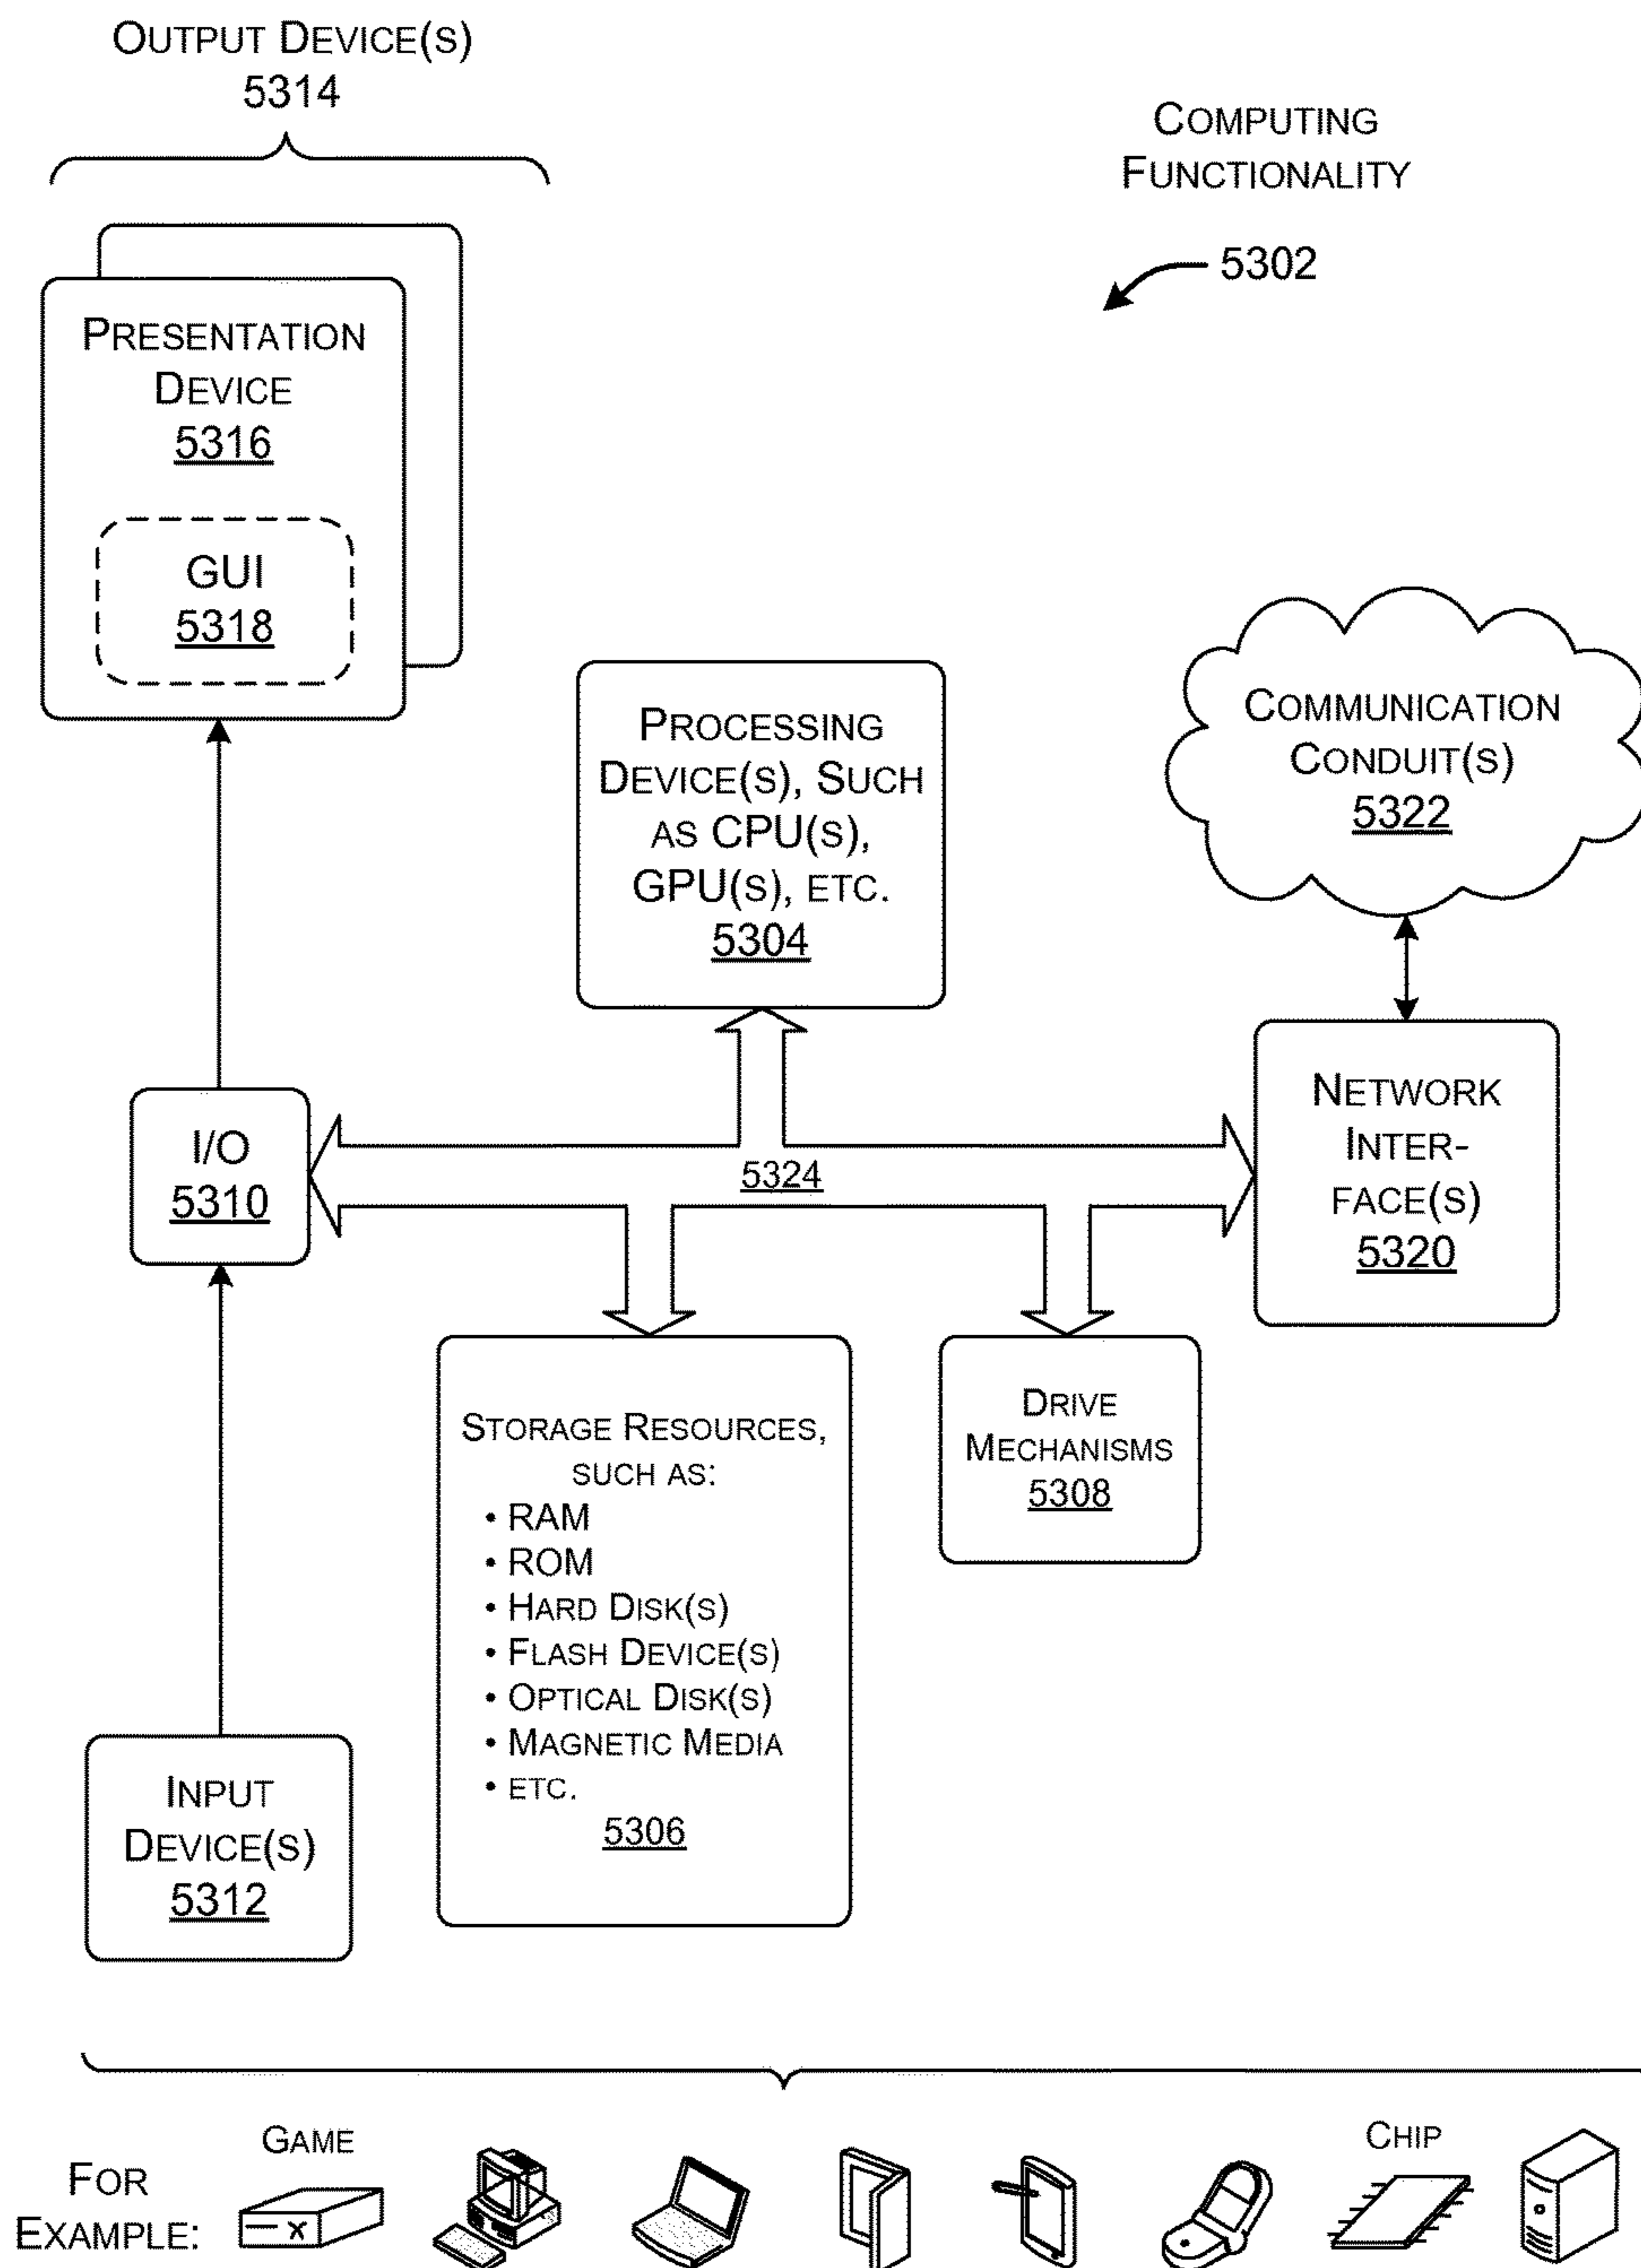 OUTPUT DEVICE(S)
5314
COMPUTING
FUNCTIONALITY
5302
PRESENTATION
DEVICE
5316
GUI
5318
PROCESSING
DEVICE(S), SUCH
AS CPU(S),
GPU(S), ETC.
5304
COMMUNICATION
CONDUIT(S)
5322
I/O
5310
5324
NETWORK
INTER-
FACE(S)
5320
STORAGE RESOURCES,
SUCH AS:
• RAM
• ROM
• HARD DISK(S)
• FLASH DEVICE(S)
• OPTICAL DISK(S)
• MAGNETIC MEDIA
• ETC.
5306
DRIVE
MECHANISMS
5308
INPUT
DEVICE(S)
5312
FOR
EXAMPLE:
GAME
CHIP